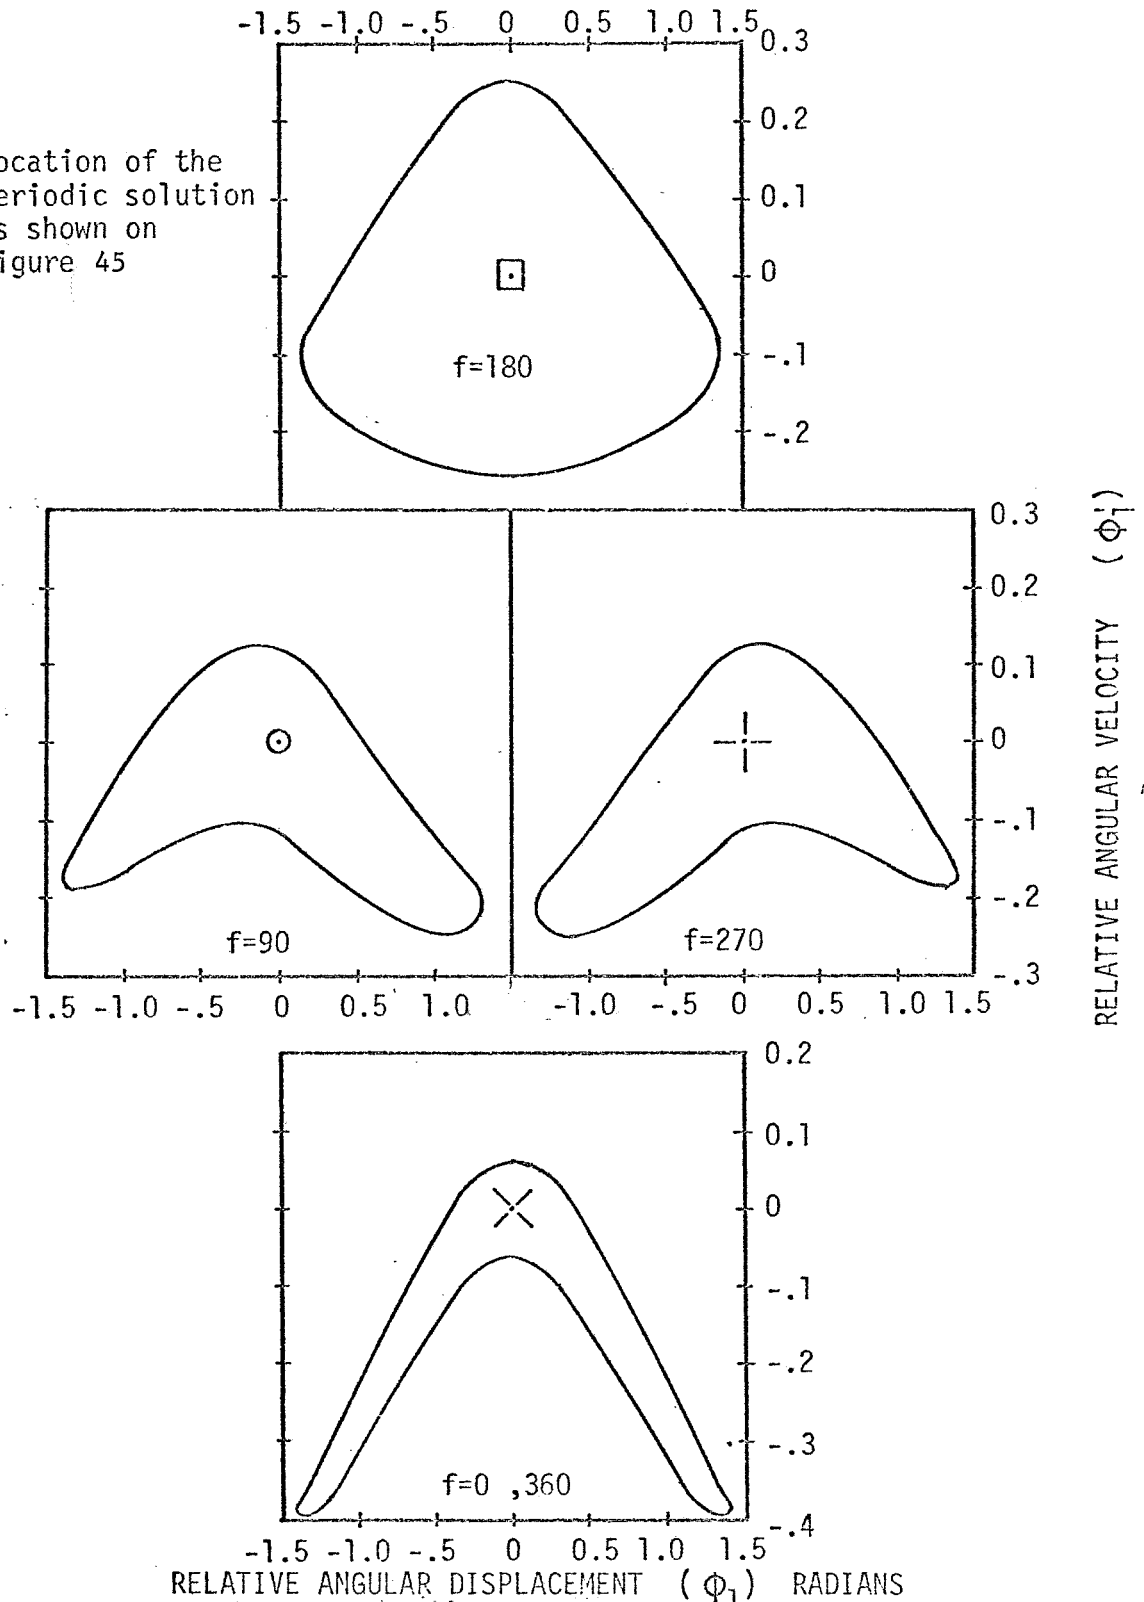 -1.5 -1.0 -.5 0 0.5 1.0 1.5
0.3
0.2
0.1
0
-.1
-.2
ocation of the
eriodic solution
s shown on
igure 45
f=180
0.3
0.2
0.1
0
-.1
-.2
-.3
f=90
f=270
-1.5 -1.0 -.5 0 0.5 1.0
-1.0 -.5 0 0.5 1.0 1.5
RELATIVE ANGULAR VELOCITY (ϕ₁')
0.2
0.1
0
-.1
-.2
-.3
-.4
f=0 ,360
-1.5 -1.0 -.5 0 0.5 1.0 1.5
RELATIVE ANGULAR DISPLACEMENT (ϕ₁) RADIANS